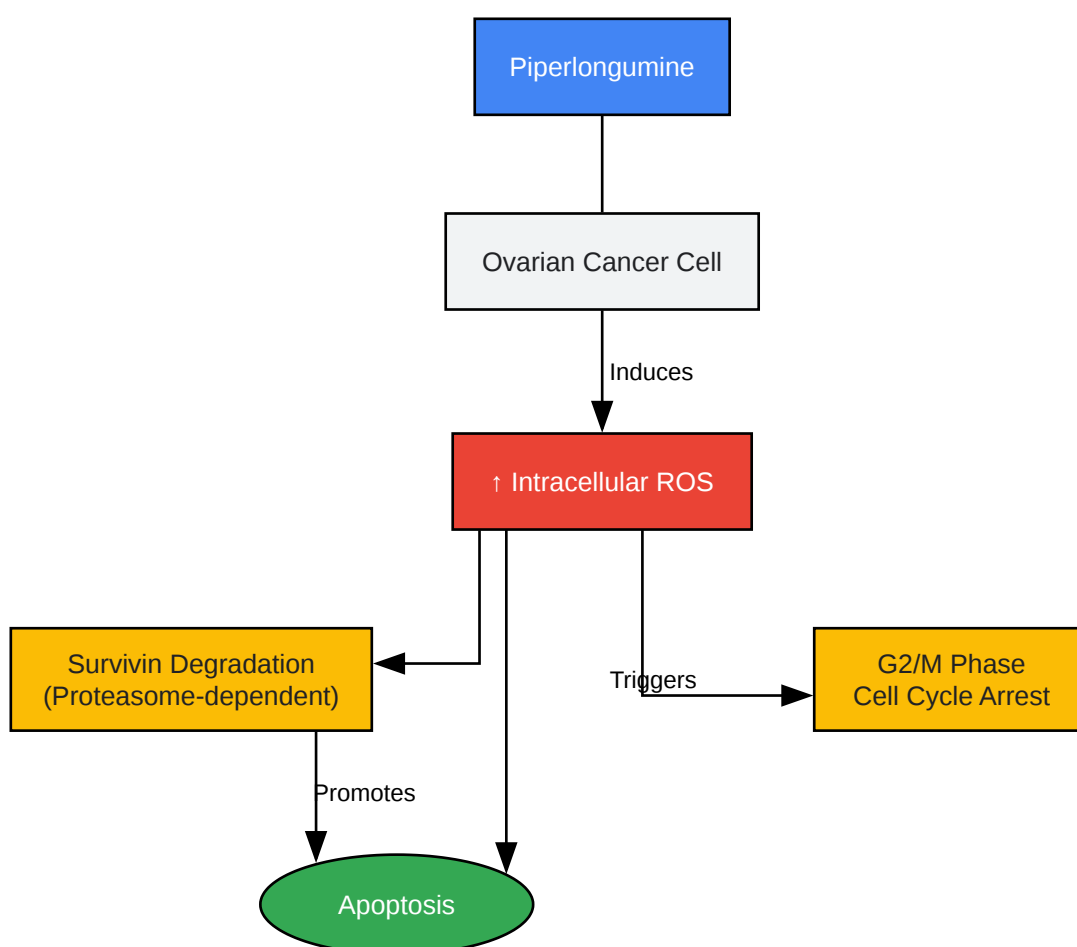 Piperlongumine
Ovarian Cancer Cell
Induces
↑ Intracellular ROS
Survivin Degradation
(Proteasome-dependent)
Triggers
G2/M Phase
Cell Cycle Arrest
Promotes
Apoptosis